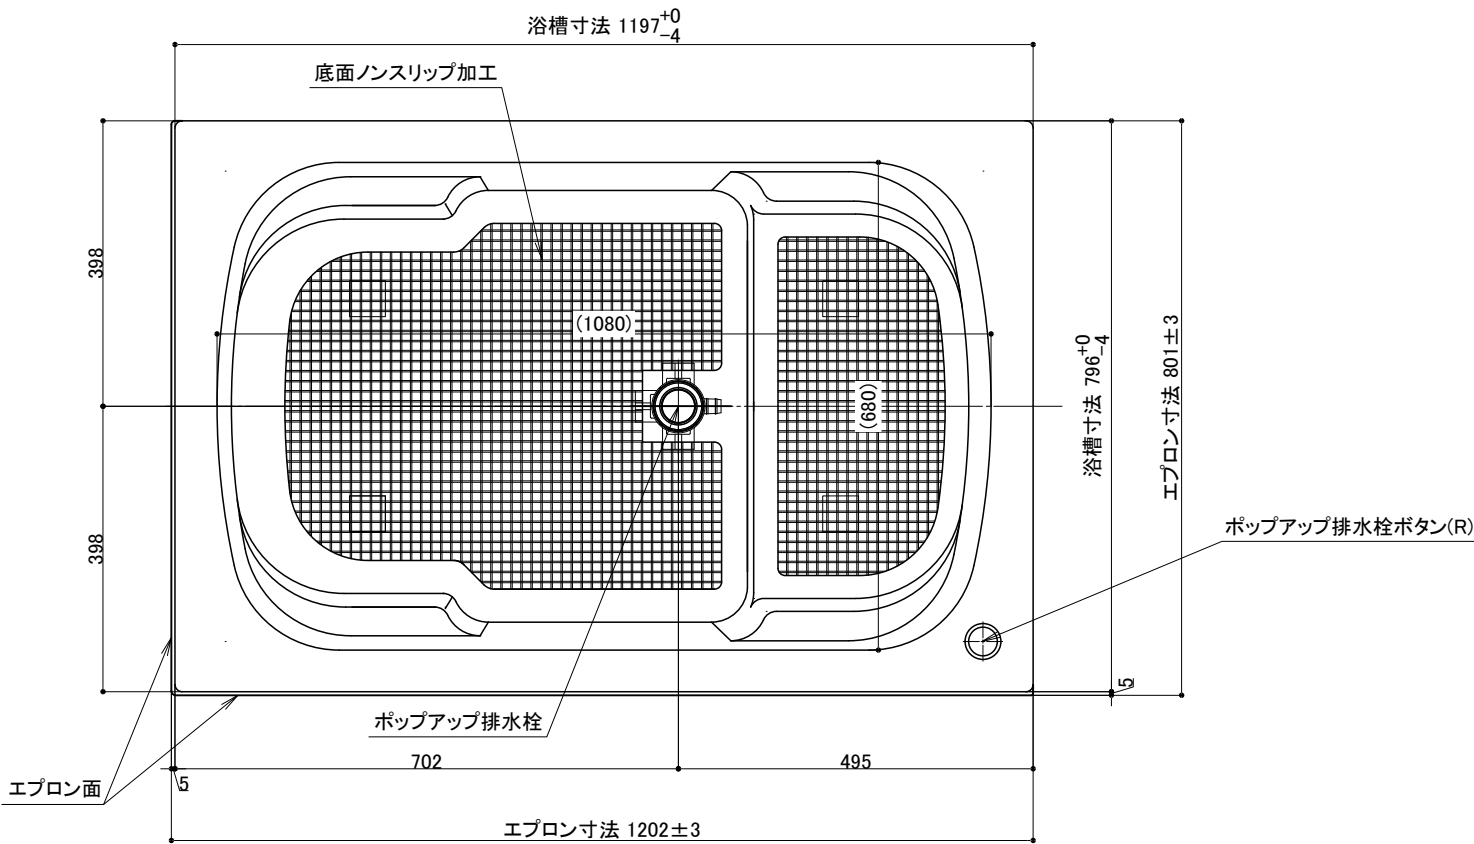 浴槽寸法 1197+0 -4
底面ノンスリップ加工
398
(1080)
(680)
浴槽寸法 796+0 -4
エプロン寸法 801±3
398
ポップアップ排水栓ボタン(R)
5
ポップアップ排水栓
702
495
5
エプロン面
エプロン寸法 1202±3